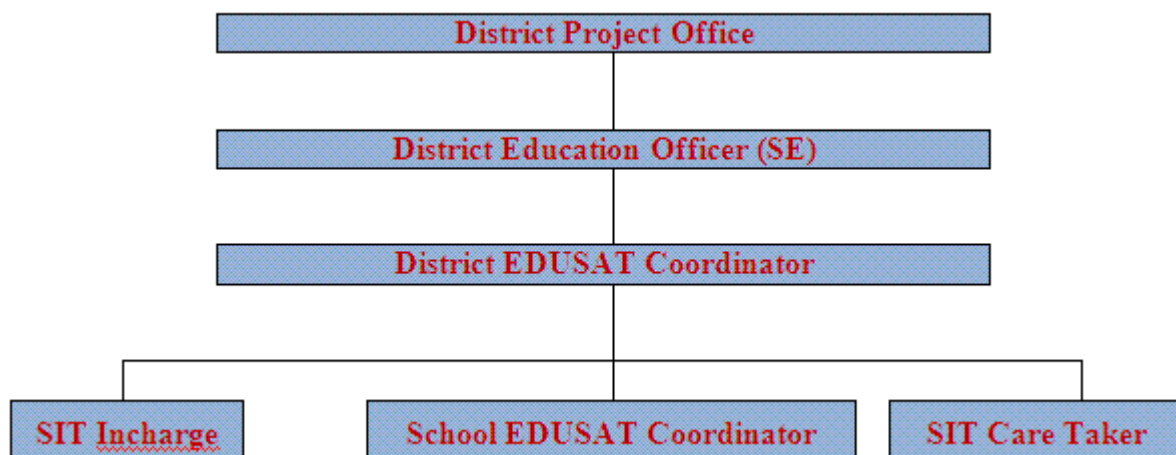 District Project Office
District Education Officer (SE)
District EDUSAT Coordinator
SIT Incharge
School EDUSAT Coordinator
SIT Care Taker